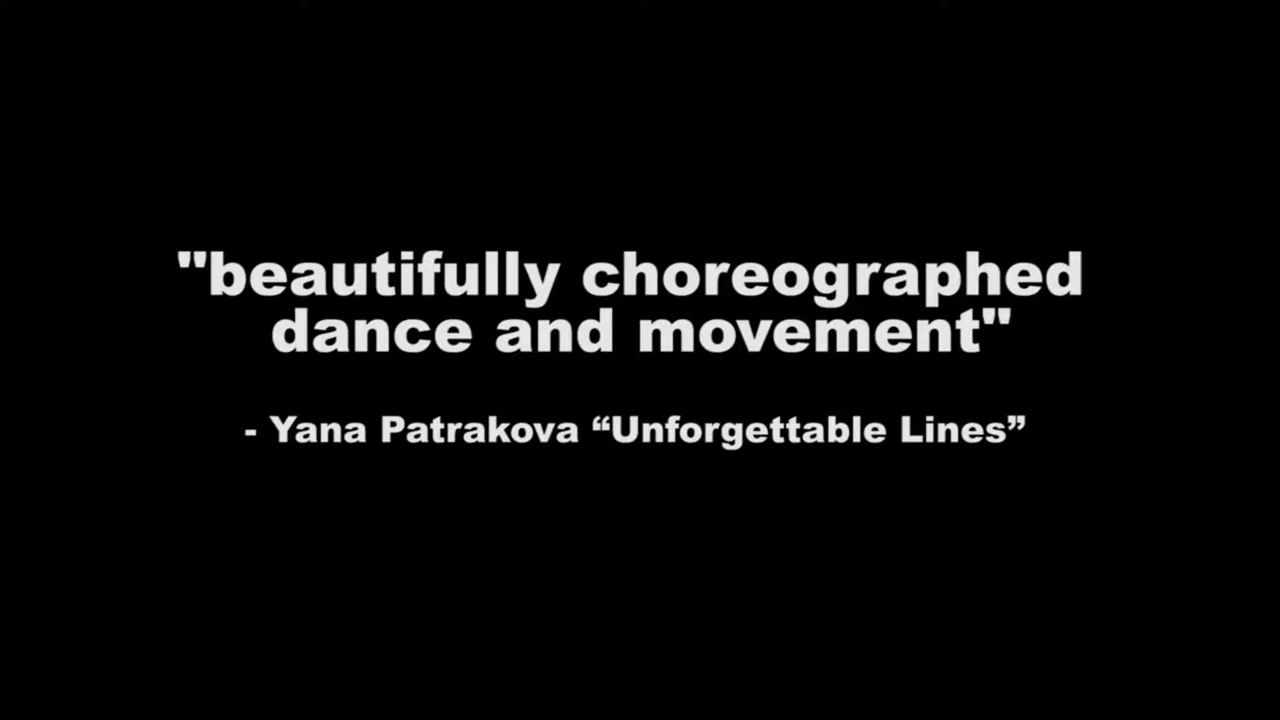 "beautifully choreographed
dance and movement"
- Yana Patrakova “Unforgettable Lines”